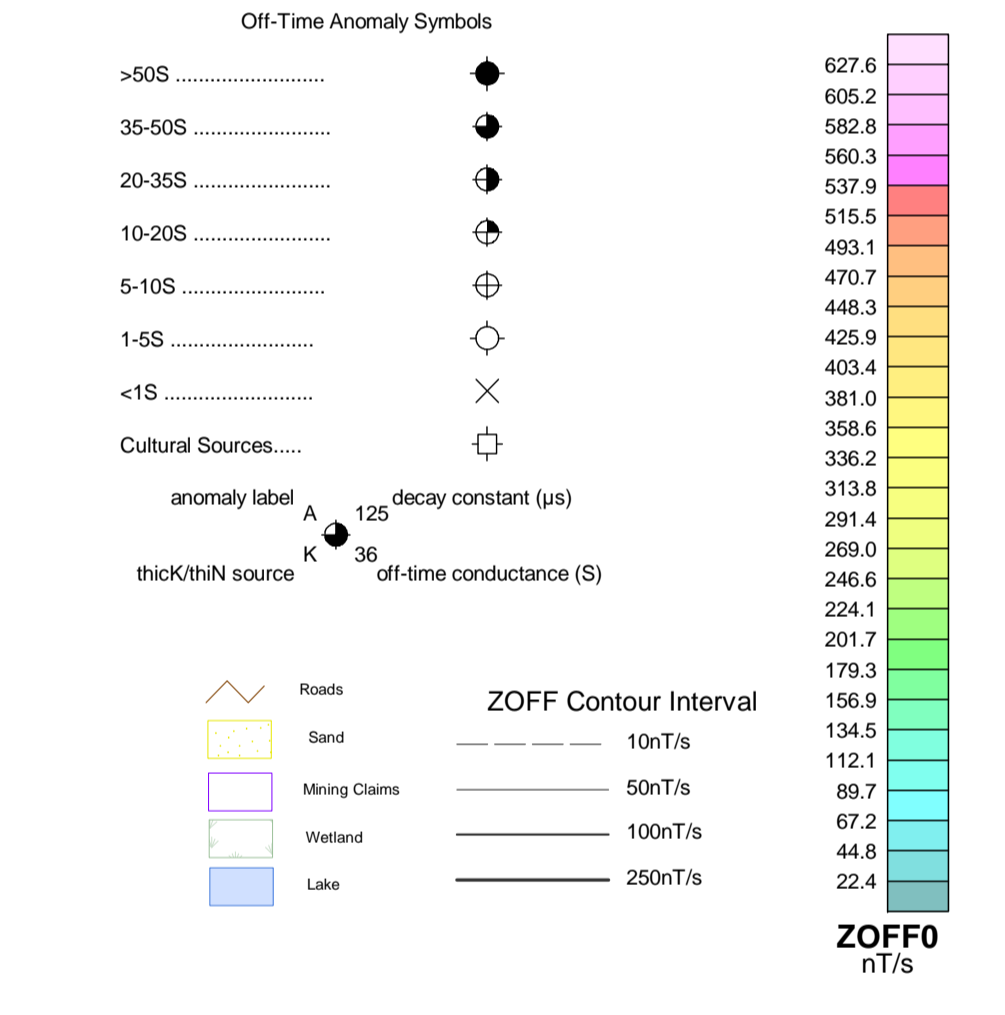 Off-Time Anomaly Symbols
>50S ..........................
35-50S ........................
20-35S ........................
10-20S ........................
5-10S .........................
1-5S .........................
<1S ..........................
Cultural Sources.....
anomaly label
decay constant (µs)
A
125
K
36
thicK/thiN source
off-time conductance (S)
Roads
Sand
Mining Claims
Wetland
Lake
ZOFF Contour Interval
10nT/s
50nT/s
100nT/s
250nT/s
627.6
605.2
582.8
560.3
537.9
515.5
493.1
470.7
448.3
425.9
403.4
381.0
358.6
336.2
313.8
291.4
269.0
246.6
224.1
201.7
179.3
156.9
134.5
112.1
89.7
67.2
44.8
22.4
ZOFF0
nT/s